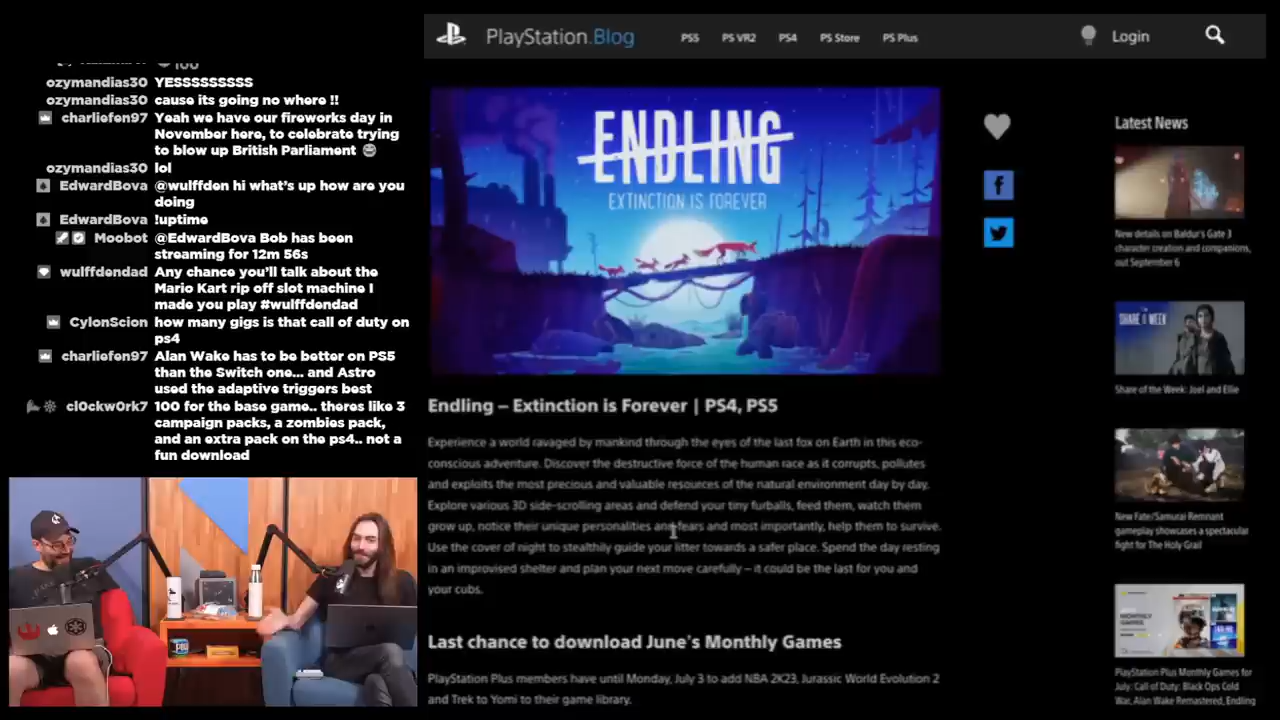 100
ozymandias30 YESSSSSSSSS
ozymandias30 cause its going no where !!
charliefen97 Yeah we have our fireworks day in
November here, to celebrate trying
to blow up British Parliament
ozymandias30 lol
EdwardBova @wulffden hi what's up how are you
doing
EdwardBova !uptime
Moobot @EdwardBova Bob has been
streaming for 12m 56s
wulffdendad Any chance you'll talk about the
Mario Kart rip off slot machine I
made you play #wulffdendad
CylonScion how many gigs is that call of duty on
ps4
charliefen97 Alan Wake has to be better on PS5
than the Switch one... and Astro
used the adaptive triggers best
cl0ckw0rk7 100 for the base game.. theres like 3
campaign packs, a zombies pack,
and an extra pack on the ps4.. not a
fun download
PlayStation.Blog PS5 PS VR2 PS4 PS Store PS Plus Login
ENDLING
EXTINCTION IS FOREVER
Endling – Extinction is Forever | PS4, PS5
Experience a world ravaged by mankind through the eyes of the last fox on Earth in this eco-
conscious adventure. Discover the destructive force of the human race as it corrupts, pollutes
and exploits the most precious and valuable resources of the natural environment day by day.
Explore various 3D side-scrolling areas and defend your tiny furballs, feed them, watch them
grow up, notice their unique personalities and fears and most importantly, help them to survive.
Use the cover of night to stealthily guide your litter towards a safer place. Spend the day resting
in an improvised shelter and plan your next move carefully – it could be the last for you and
your cubs.
Last chance to download June's Monthly Games
PlayStation Plus members have until Monday, July 3 to add NBA 2K23, Jurassic World Evolution 2
and Trek to Yomi to their game library.
Latest News
New details on Baldur's Gate 3
character creation and companions,
out September 6
SHARE OF THE WEEK
Share of the Week: Joel and Ellie
New Fate/Samurai Remnant
gameplay showcases a spectacular
fight for The Holy Grail
MONTHLY
GAMES
PlayStation Plus Monthly Games for
July: Call of Duty: Black Ops Cold
War, Alan Wake Remastered, Endling